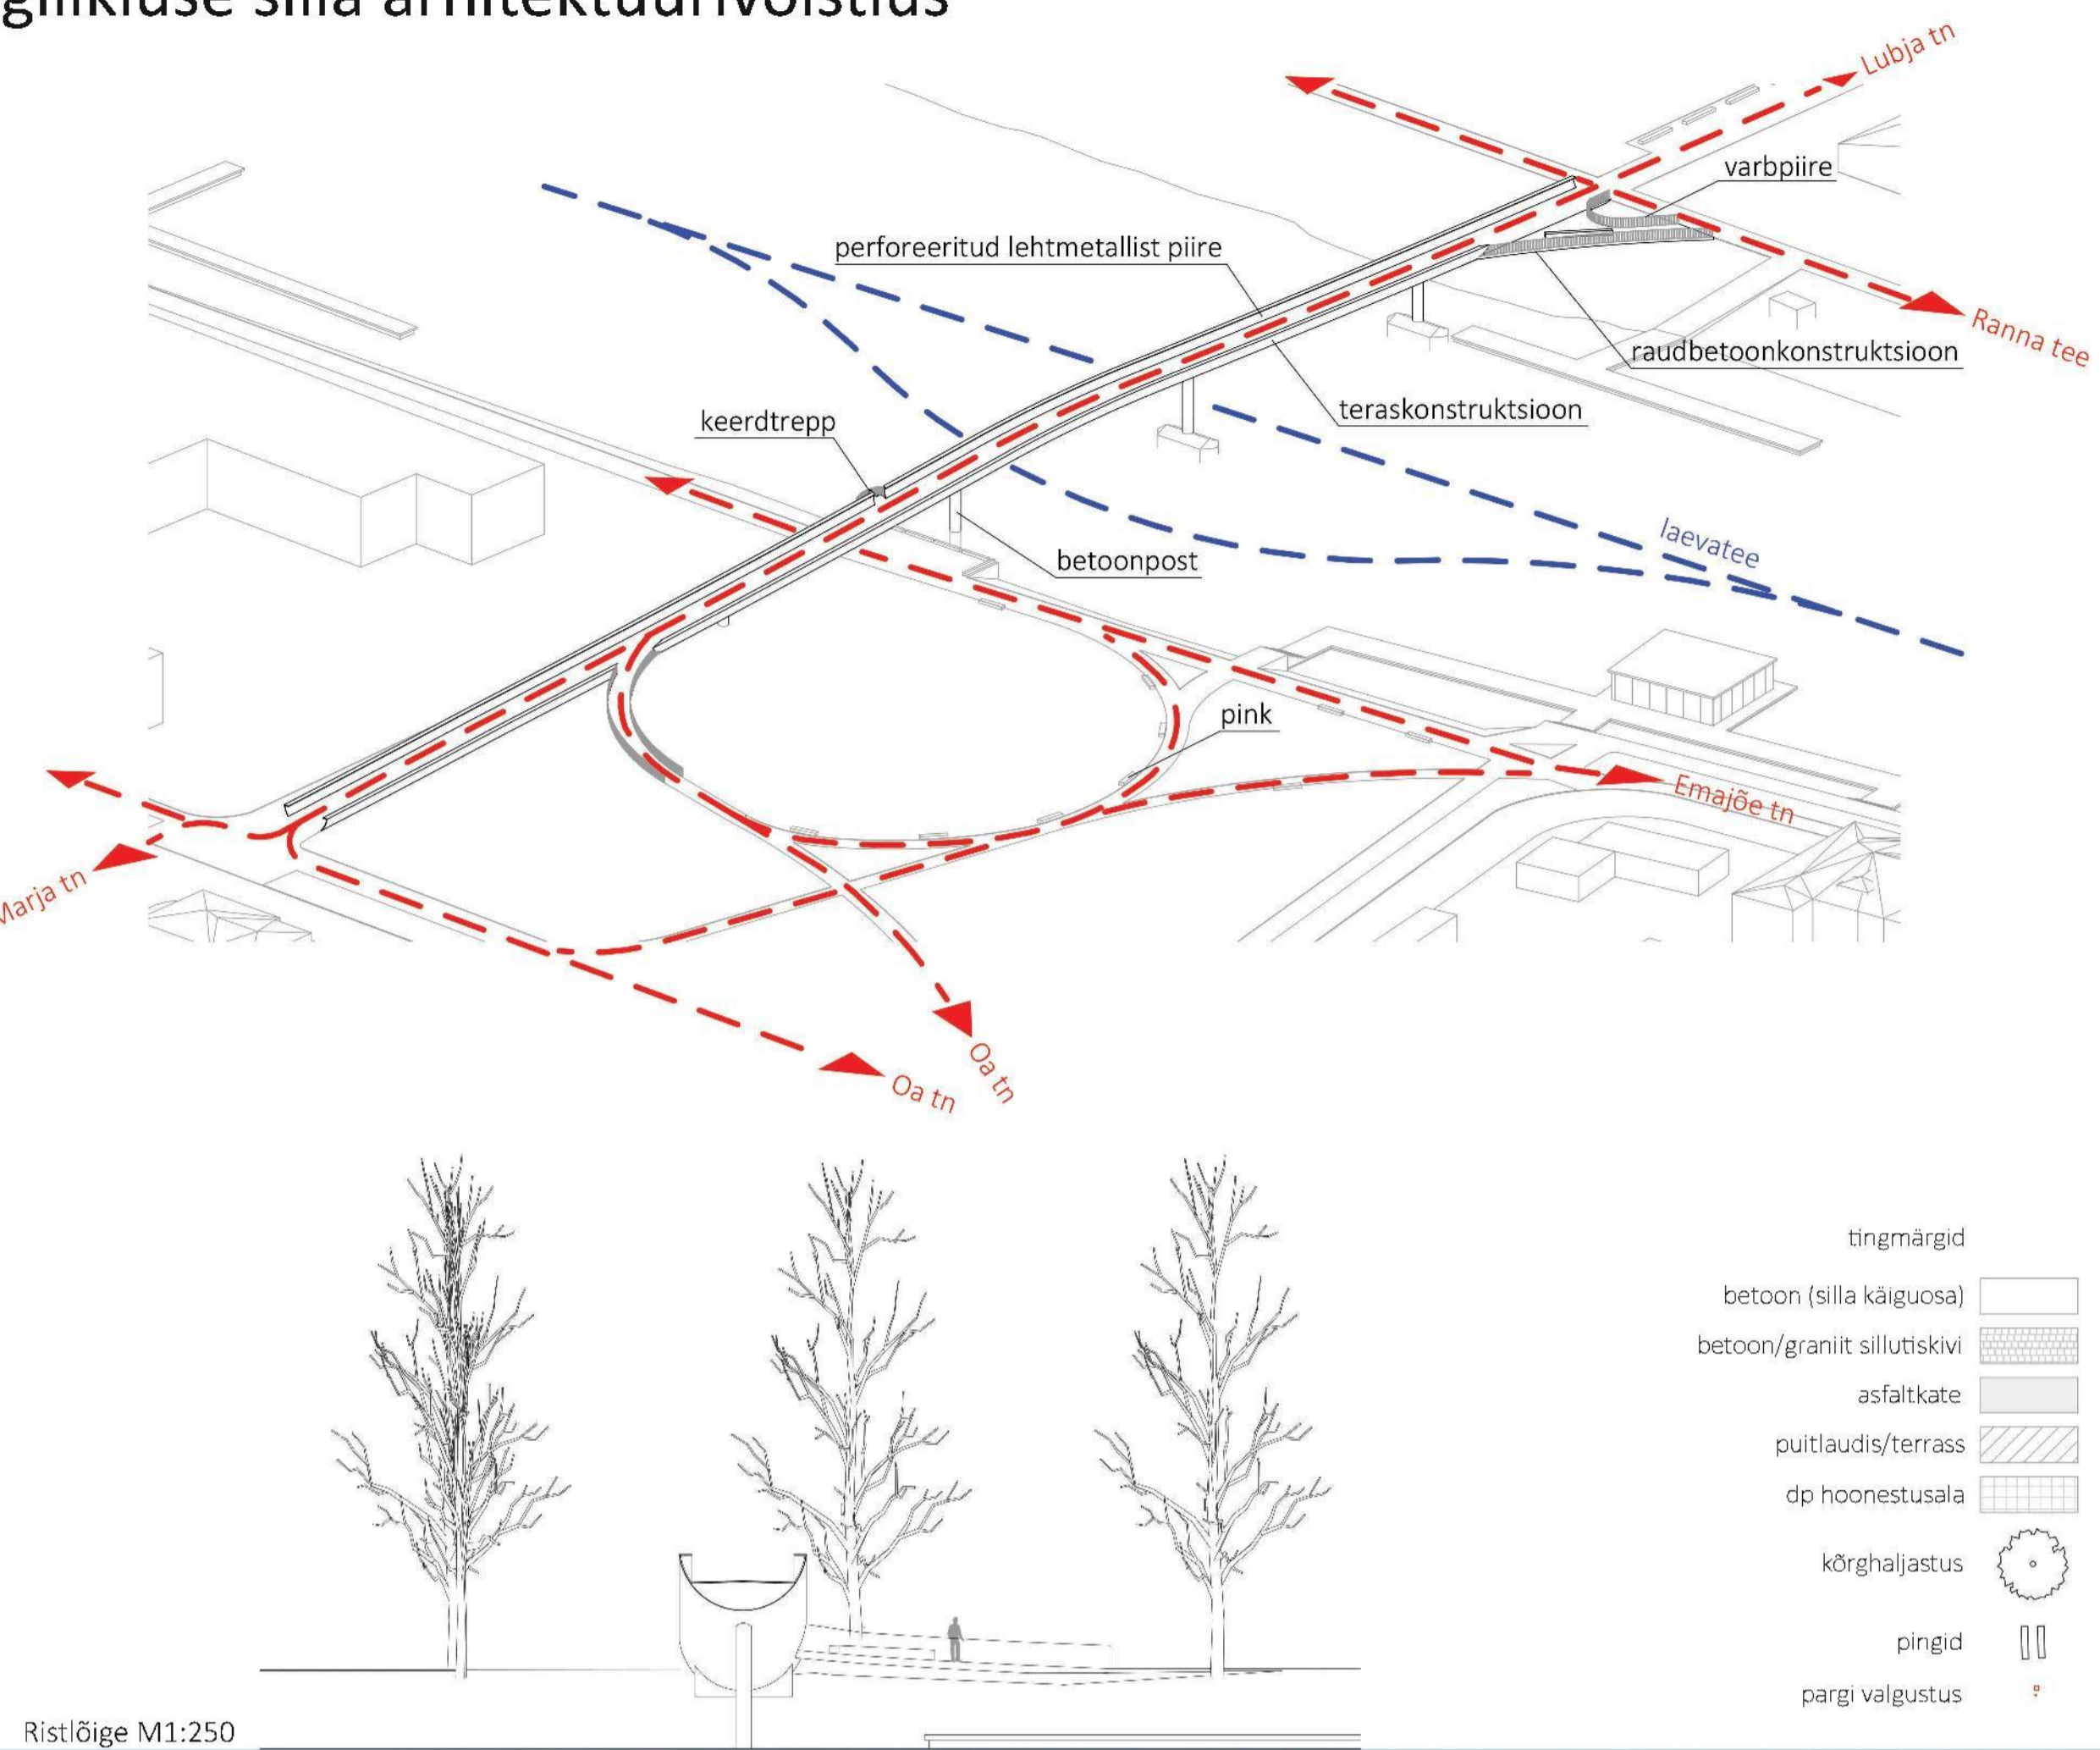 silla arhitektuurivõistlus
Lubja tn
varbpiire
perforeeritud lehtmetallist piire
Ranna tee
raudbetoonkonstruktsioon
teraskonstruktsioon
keerdtrepp
laevatee
betoonpost
pink
Emajõe tn
Marja tn
Oa tn
Oa tn
tingmärgid
betoon (silla käiguosa)
betoon/graniit sillutiskivi
asfaltkate
puitlaudis/terrass
dp hoonestusala
kõrghaljastus
pingid
pargi valgustus
Ristlõige M1:250